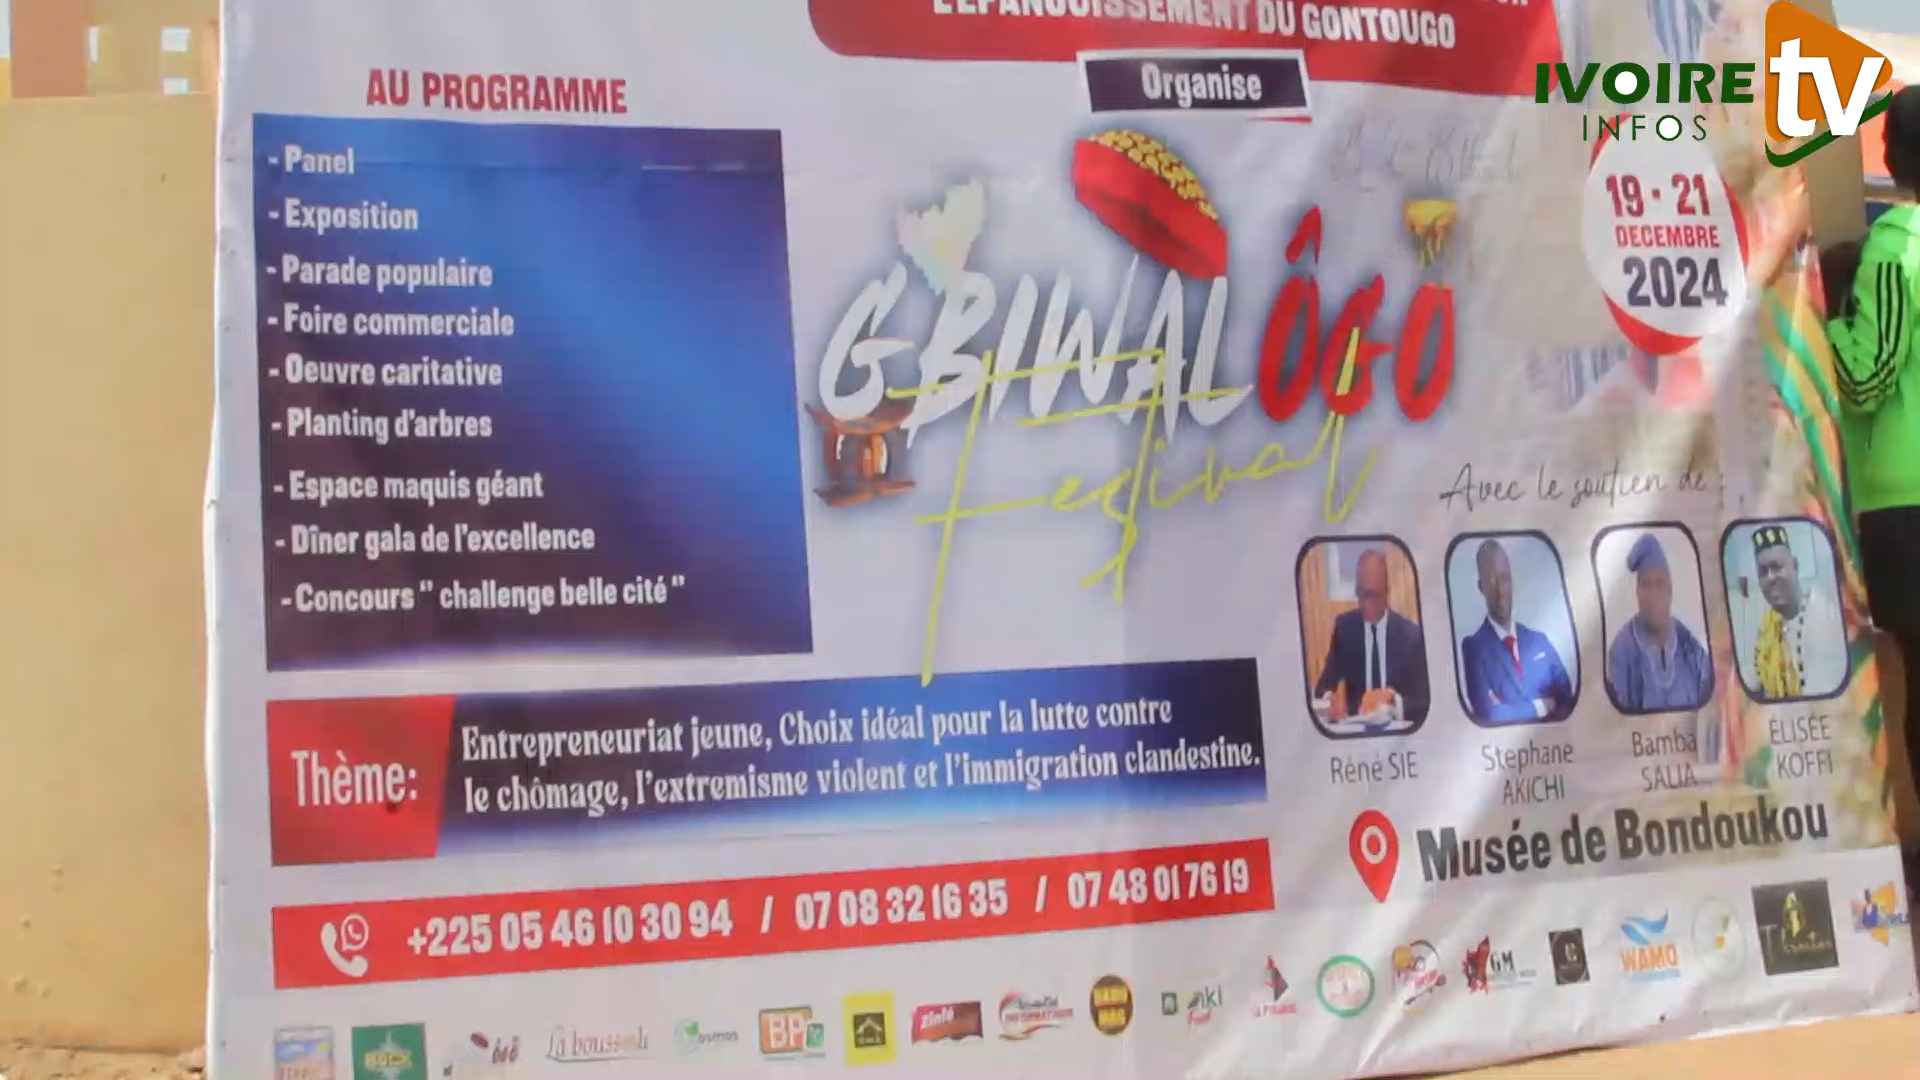 L'ÉPANOUISSEMENT DU GONTOUGO
Organise
IVOIRE tv
INFOS
AU PROGRAMME
- Panel
- Exposition
- Parade populaire
- Foire commerciale
- Oeuvre caritative
- Planting d'arbres
- Espace maquis géant
- Dîner gala de l'excellence
- Concours " challenge belle cité "
GBIWALÔGÔ
Festival
19 - 21
DECEMBRE
2024
Avec le soutien de :
Réné SIE
Stephane
AKICHI
Bamba
SALIA
ÉLISÉE
KOFFI
Thème:
Entrepreneuriat jeune, Choix idéal pour la lutte contre
le chômage, l'extremisme violent et l'immigration clandestine.
Musée de Bondoukou
+225 05 46 10 30 94 / 07 08 32 16 35 / 07 48 01 76 19
La boussole
BP
GM
WAMO